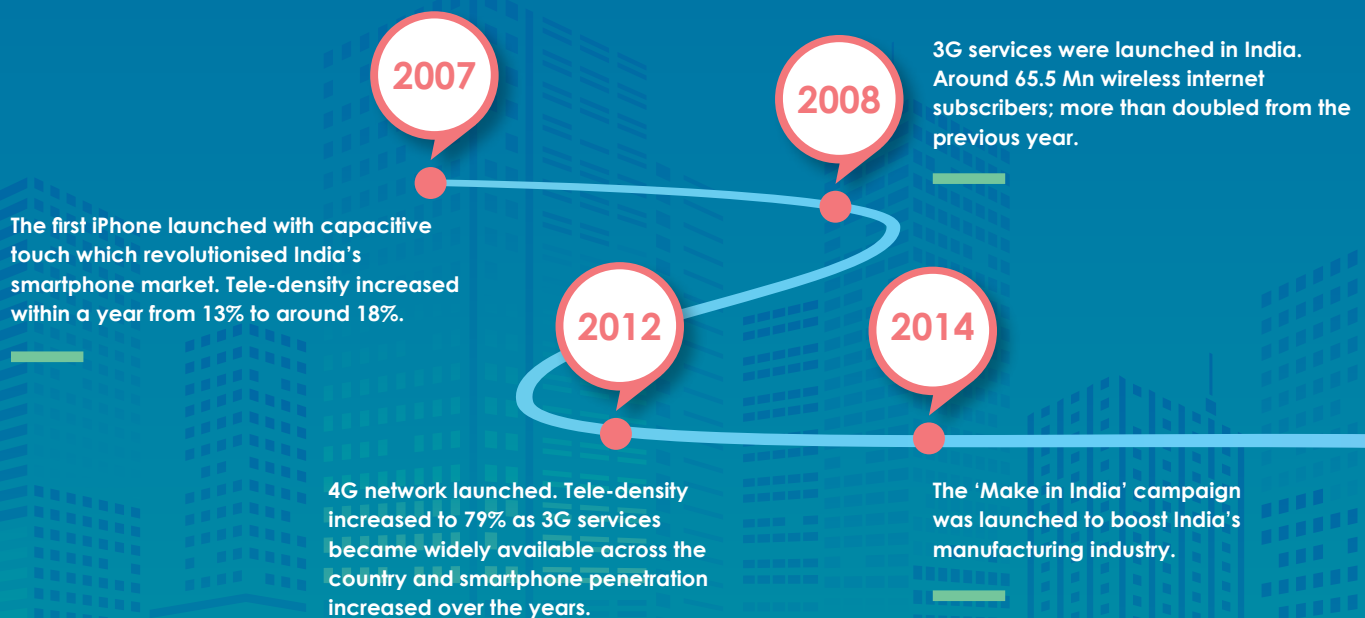 2007
The first iPhone launched with capacitive
touch which revolutionised India’s
smartphone market. Tele-density increased
within a year from 13% to around 18%.
2008
3G services were launched in India.
Around 65.5 Mn wireless internet
subscribers; more than doubled from the
previous year.
2012
4G network launched. Tele-density
increased to 79% as 3G services
became widely available across the
country and smartphone penetration
increased over the years.
2014
The ‘Make in India’ campaign
was launched to boost India’s
manufacturing industry.